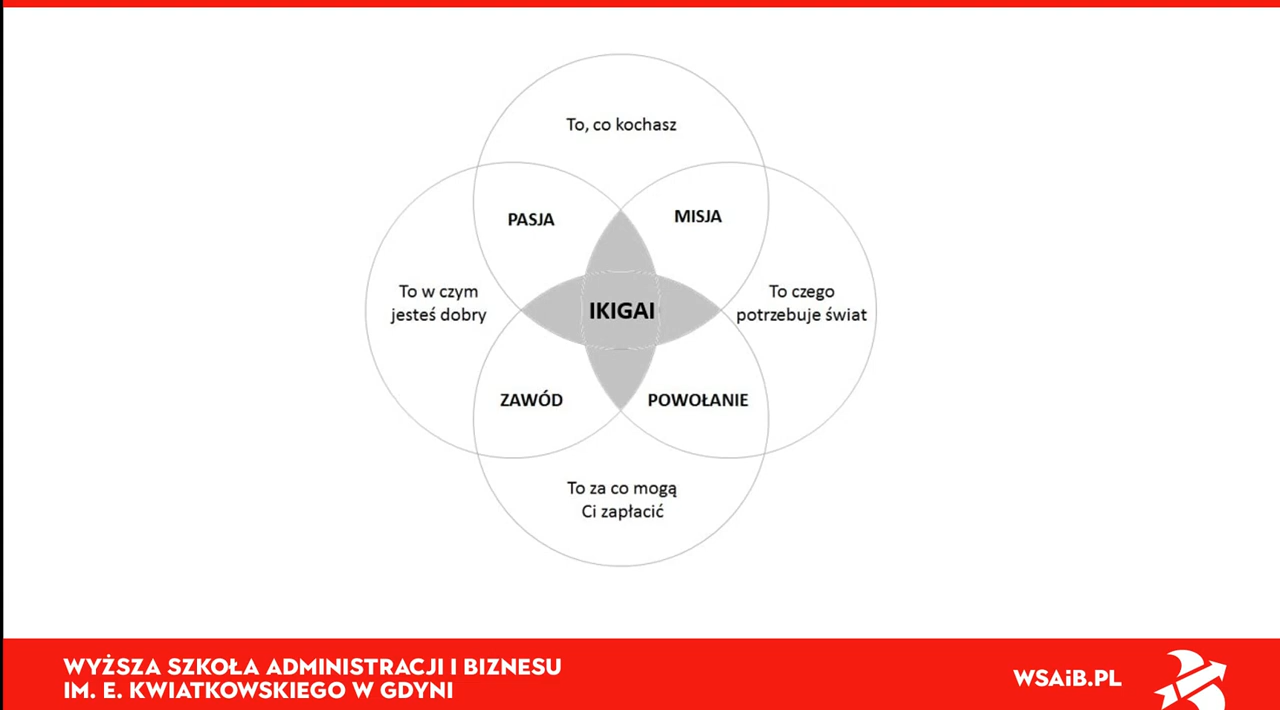 To, co kochasz
PASJA
MISJA
To w czym
jesteś dobry
IKIGAI
To czego
potrzebuje świat
ZAWÓD
POWOŁANIE
To za co mogą
Ci zapłacić
WYŻSZA SZKOŁA ADMINISTRACJI I BIZNESU
IM. E. KWIATKOWSKIEGO W GDYNI
WSAiB.PL